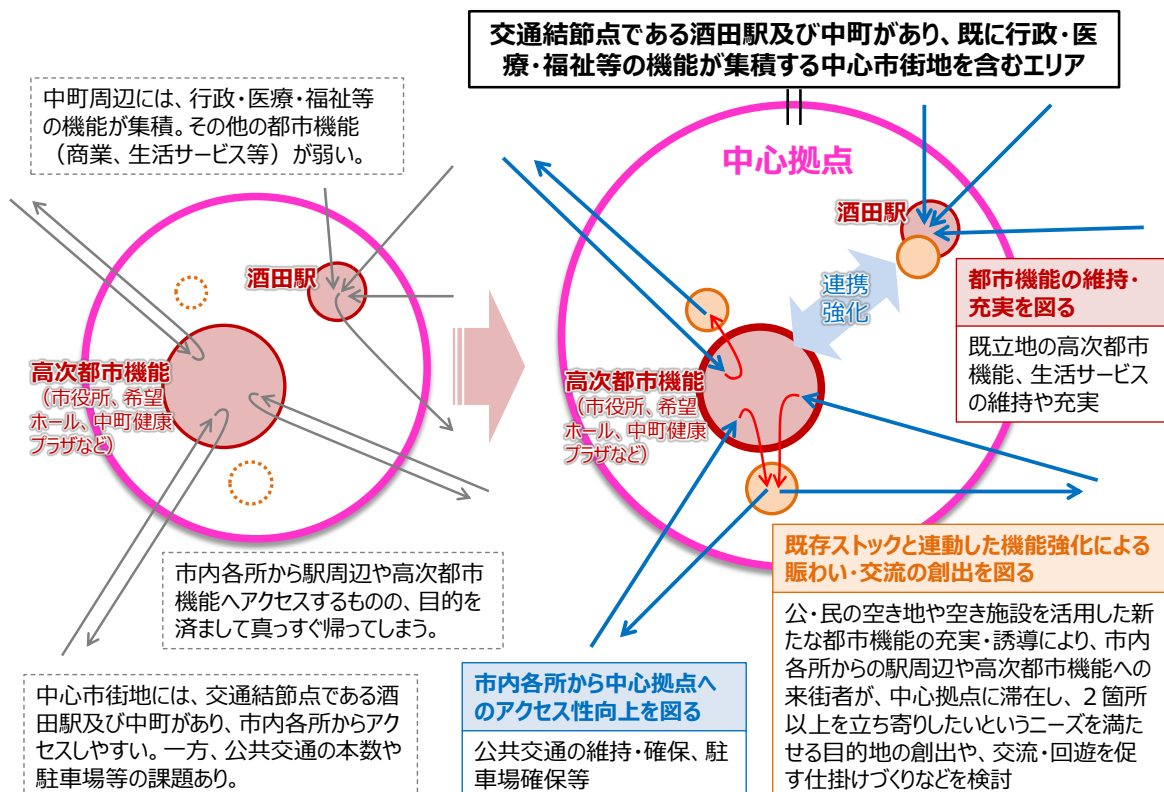 交通結節点である酒田駅及び中町があり、既に行政・医
療・福祉等の機能が集積する中心市街地を含むエリア
中町周辺には、行政・医療・福祉等
の機能が集積。その他の都市機能
（商業、生活サービス等）が弱い。
酒田駅
高次都市機能
（市役所、希望
ホール、中町健康
プラザなど）
市内各所から駅周辺や高次都市
機能へアクセスするものの、目的を
済まして真っすぐ帰ってしまう。
中心市街地には、交通結節点である酒
田駅及び中町があり、市内各所からアク
セスしやすい。一方、公共交通の本数や
駐車場等の課題あり。
中心拠点
酒田駅
連携
強化
高次都市機能
（市役所、希望
ホール、中町健康
プラザなど）
都市機能の維持・
充実を図る
既立地の高次都市
機能、生活サービス
の維持や充実
市内各所から中心拠点へ
のアクセス性向上を図る
公共交通の維持・確保、駐
車場確保等
既存ストックと連動した機能強化による
賑わい・交流の創出を図る
公・民の空き地や空き施設を活用した新
たな都市機能の充実・誘導により、市内
各所からの駅周辺や高次都市機能への
来街者が、中心拠点に滞在し、２箇所
以上を立ち寄りしたいというニーズを満た
せる目的地の創出や、交流・回遊を促
す仕掛けづくりなどを検討